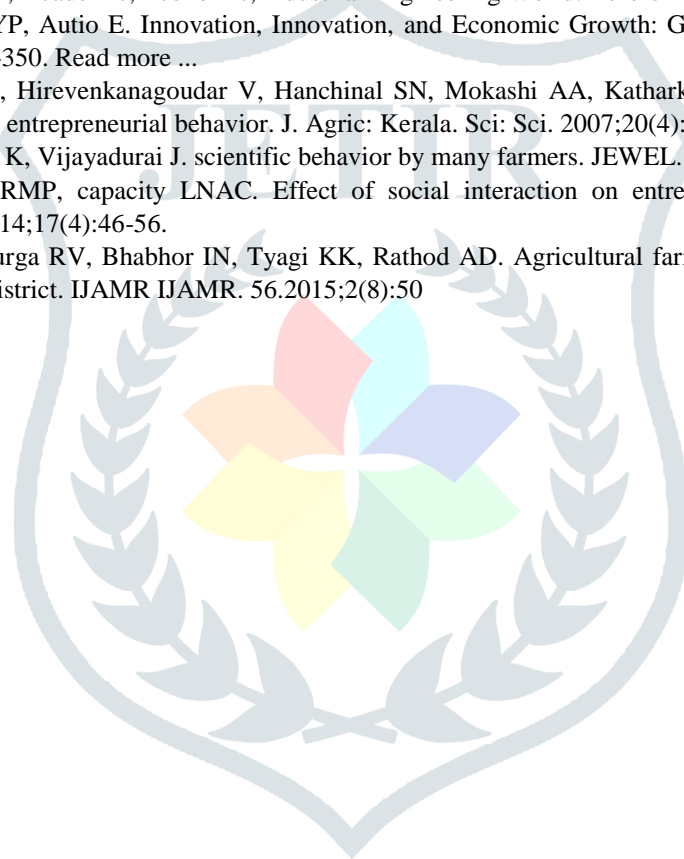 YP, Autio E. Innovation, Innovation, and Economic Growth: G
-350. Read more ...
, Hirevenkanagoudar V, Hanchinal SN, Mokashi AA, Kathark
entrepreneurial behavior. J. Agric: Kerala. Sci: Sci. 2007;20(4):
K, Vijayadurai J. scientific behavior by many farmers. JEWEL.
RMP, capacity LNAC. Effect of social interaction on entre
14;17(4):46-56.
urga RV, Bhabhor IN, Tyagi KK, Rathod AD. Agricultural farr
istrict. IJAMR IJAMR. 56.2015;2(8):50
JETIR